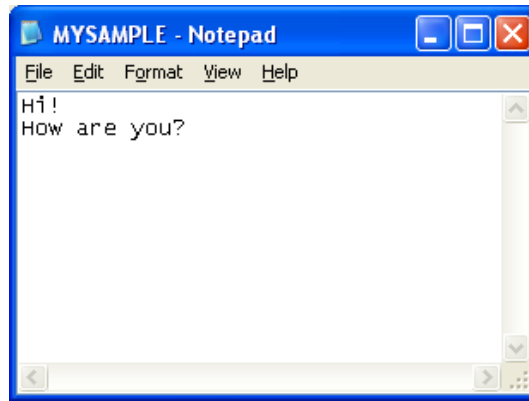 MYSAMPLE - Notepad
File Edit Format View Help
Hi!
How are you?